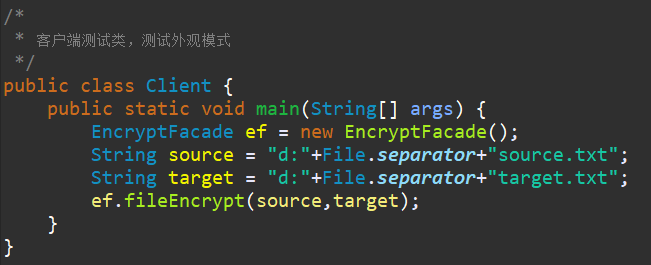 /*
 * 客户端测试类，测试外观模式
 */
public class Client {
    public static void main(String[] args) {
        EncryptFacade ef = new EncryptFacade();
        String source = "d:"+File.separator+"source.txt";
        String target = "d:"+File.separator+"target.txt";
        ef.fileEncrypt(source,target);
    }
}